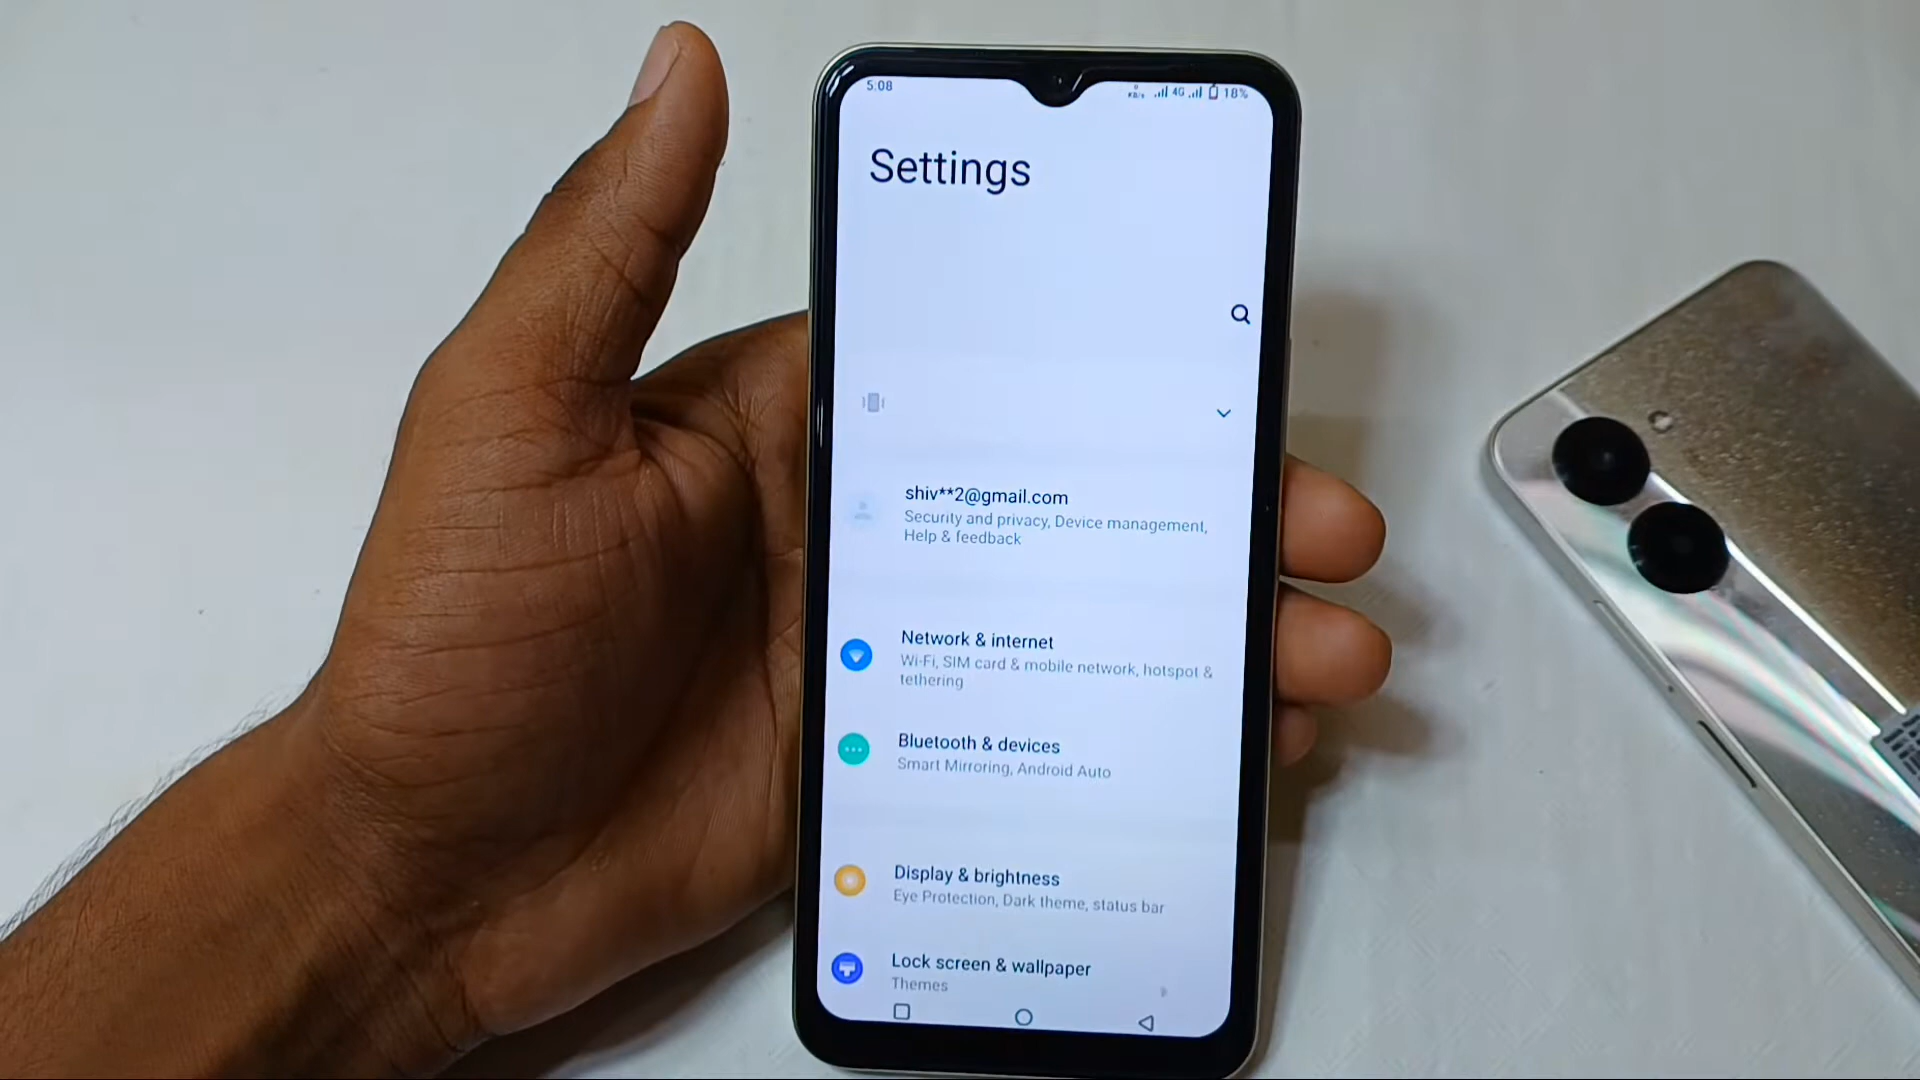 5:08
4G 18%
Settings
shiv**2@gmail.com
Security and privacy, Device management,
Help & feedback
Network & internet
Wi-Fi, SIM card & mobile network, hotspot &
tethering
Bluetooth & devices
Smart Mirroring, Android Auto
Display & brightness
Eye Protection, Dark theme, status bar
Lock screen & wallpaper
Themes